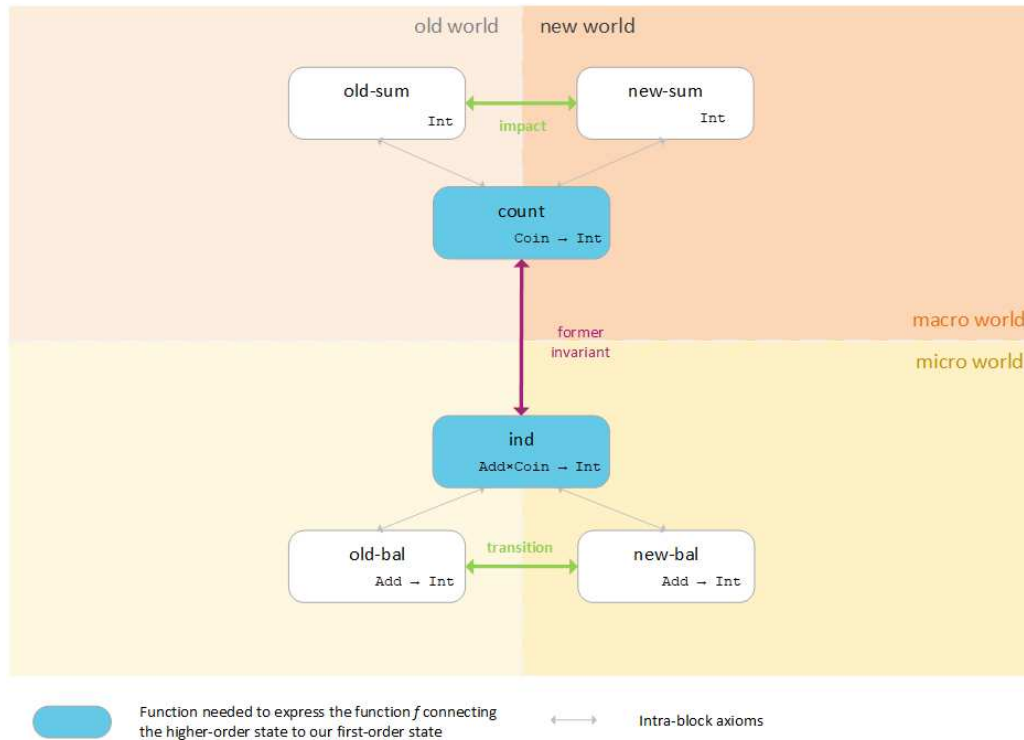 old world
new world
old-sum
Int
new-sum
Int
impact
count
Coin → Int
former
invariant
macro world
micro world
ind
Add×Coin → Int
old-bal
Add → Int
new-bal
Add → Int
transition
Function needed to express the function f connecting
the higher-order state to our first-order state
Intra-block axioms